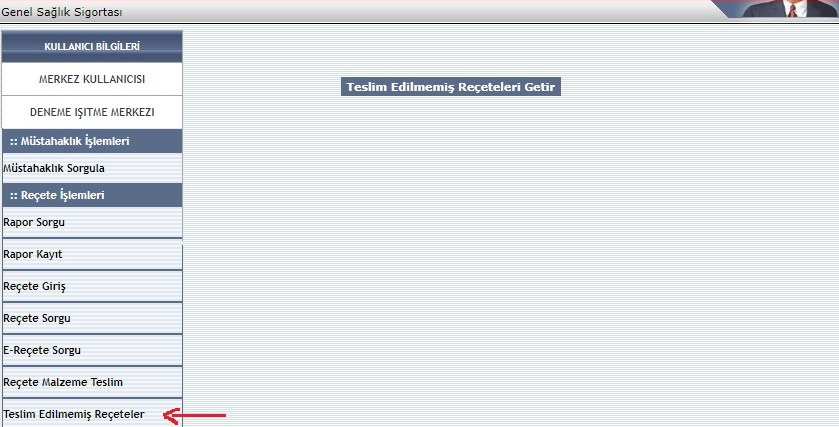 Genel Sağlık Sigortası
KULLANICI BİLGİLERİ
MERKEZ KULLANICISI
DENEME IŞITME MERKEZI
:: Müstahaklık İşlemleri
Müstahaklık Sorgula
:: Reçete İşlemleri
Rapor Sorgu
Rapor Kayıt
Reçete Giriş
Reçete Sorgu
E-Reçete Sorgu
Reçete Malzeme Teslim
Teslim Edilmemiş Reçeteler
Teslim Edilmemiş Reçeteleri Getir